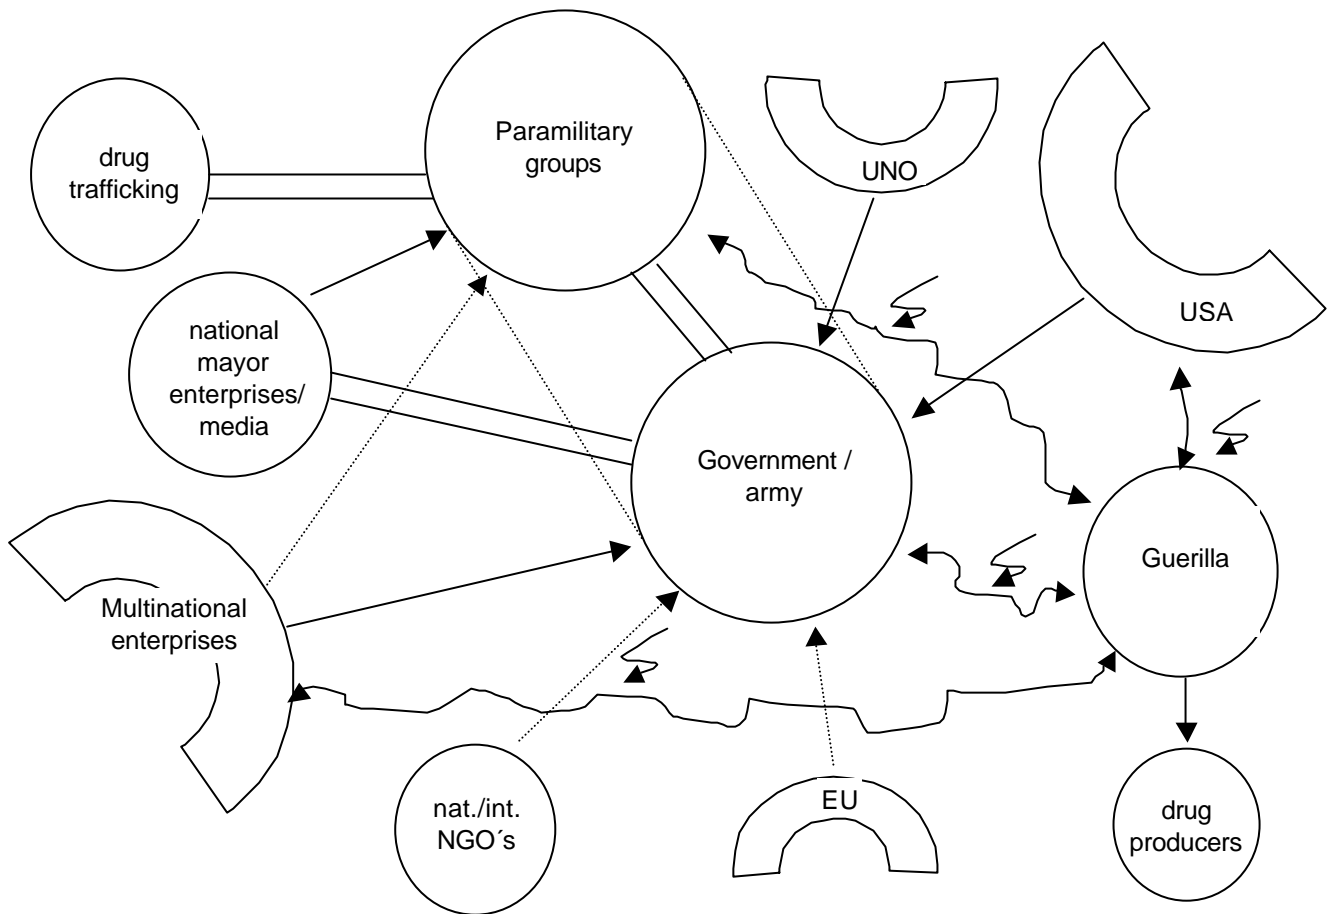 Paramilitary
groups
drug
trafficking
UNO
USA
national
mayor
enterprises/
media
Government /
army
Guerilla
Multinational
enterprises
nat./int.
NGO´s
EU
drug
producers